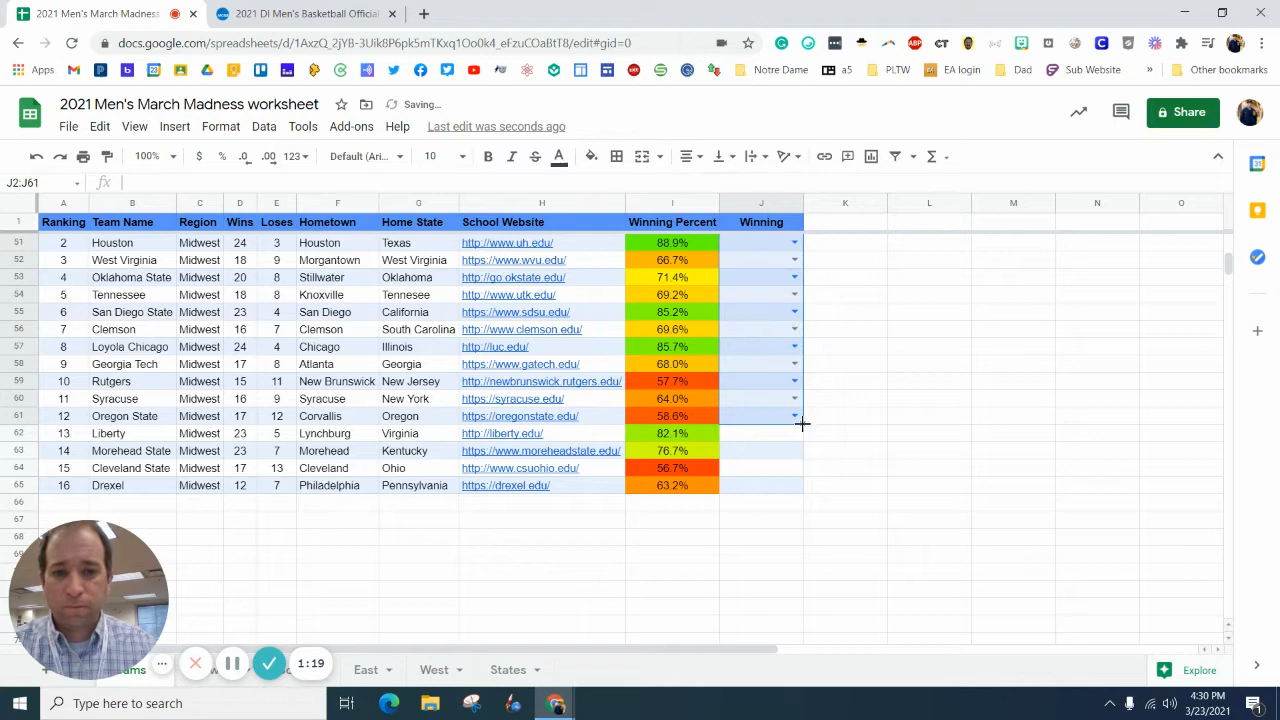 2021 Men's March Madness
2021 DI Men's Basketball Official
docs.google.com/spreadsheets/d/1AzcQ_2jYB-3Uik8P6pk5mTKxq1Oo0k4_eFzuCObsWpE/edit#gid=0
Apps
Notre Dame
a5
PLTW
EA login
Dad
Sub Website
»
Other bookmarks
2021 Men's March Madness worksheet
Saving...
File Edit View Insert Format Data Tools Add-ons Help Last edit was seconds ago
Share
100% $ % .0 .00 123 Default (Ari... 10 B I S A Σ
J2:J61 fx
A B C D E F G H I J K L M N O
1 Ranking Team Name Region Wins Loses Hometown Home State School Website Winning Percent Winning
51 2 Houston Midwest 24 3 Houston Texas http://www.uh.edu/ 88.9%
52 3 West Virginia Midwest 18 9 Morgantown West Virginia https://www.wvu.edu/ 66.7%
53 4 Oklahoma State Midwest 20 8 Stillwater Oklahoma http://go.okstate.edu/ 71.4%
54 5 Tennessee Midwest 18 8 Knoxville Tennesee http://www.utk.edu/ 69.2%
55 6 San Diego State Midwest 23 4 San Diego California https://www.sdsu.edu/ 85.2%
56 7 Clemson Midwest 16 7 Clemson South Carolina http://www.clemson.edu/ 69.6%
57 8 Loyola Chicago Midwest 24 4 Chicago Illinois http://luc.edu/ 85.7%
58 9 Georgia Tech Midwest 17 8 Atlanta Georgia https://www.gatech.edu/ 68.0%
59 10 Rutgers Midwest 15 11 New Brunswick New Jersey http://newbrunswick.rutgers.edu/ 57.7%
60 11 Syracuse Midwest 16 9 Syracuse New York https://syracuse.edu/ 64.0%
61 12 Oregon State Midwest 17 12 Corvallis Oregon https://oregonstate.edu/ 58.6%
62 13 Liberty Midwest 23 5 Lynchburg Virginia http://liberty.edu/ 82.1%
63 14 Morehead State Midwest 23 7 Morehead Kentucky https://www.moreheadstate.edu/ 76.7%
64 15 Cleveland State Midwest 17 13 Cleveland Ohio http://www.csuohio.edu/ 56.7%
65 16 Drexel Midwest 12 7 Philadelphia Pennsylvania https://drexel.edu/ 63.2%
66
67
68
1:19
East
West
States
Explore
Type here to search
4:30 PM
3/23/2021